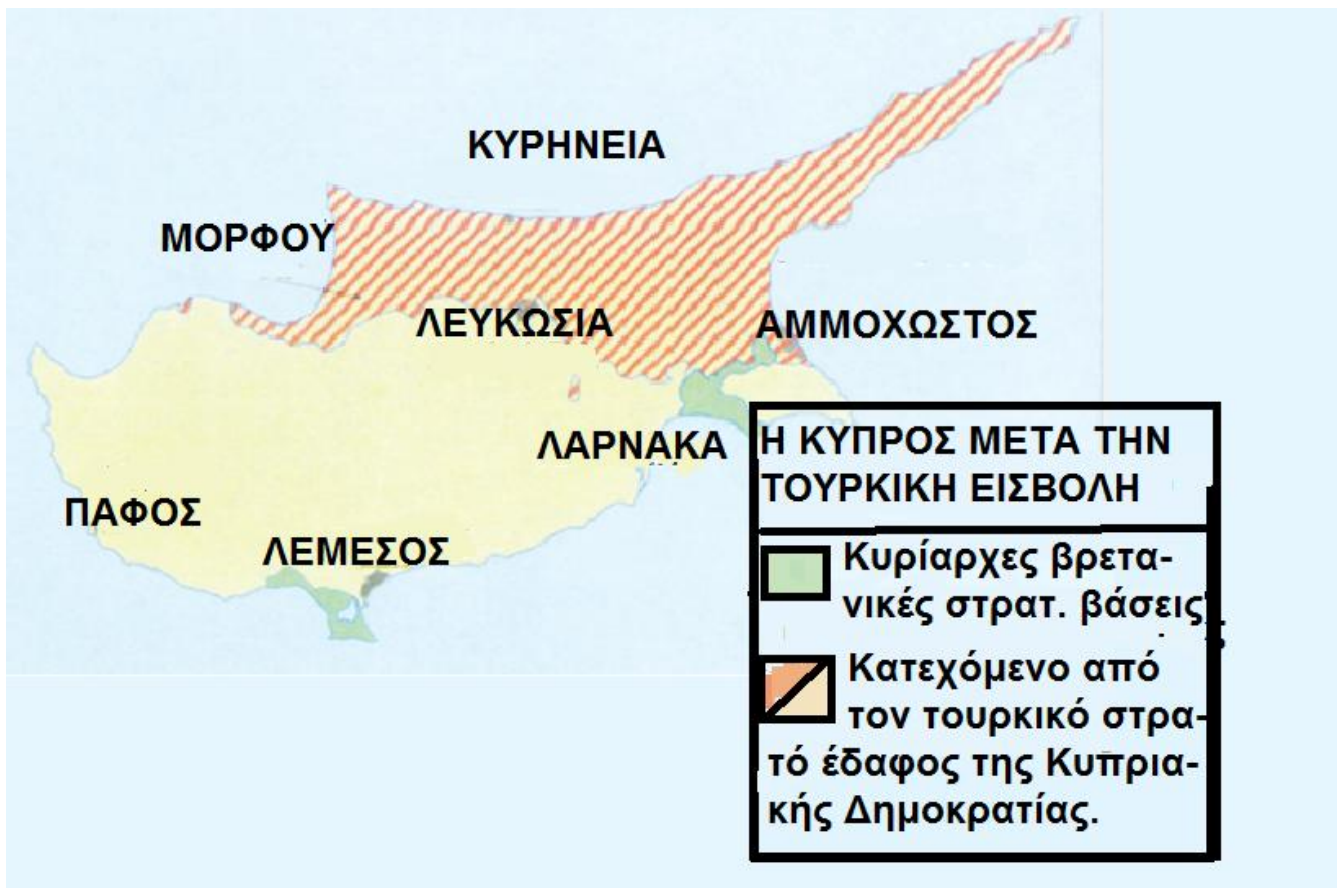 ΚΥΡΗΝΕΙΑ
ΜΟΡΦΟΥ
ΛΕΥΚΩΣΙΑ
ΑΜΜΟΧΩΣΤΟΣ
ΛΑΡΝΑΚΑ
ΠΑΦΟΣ
ΛΕΜΕΣΟΣ
Η ΚΥΠΡΟΣ ΜΕΤΑ ΤΗΝ
ΤΟΥΡΚΙΚΗ ΕΙΣΒΟΛΗ
Κυρίαρχες βρετα-
νικές στρατ. βάσεις
Κατεχόμενο από
τον τουρκικό στρα-
τό έδαφος της Κυπρια-
κής Δημοκρατίας.